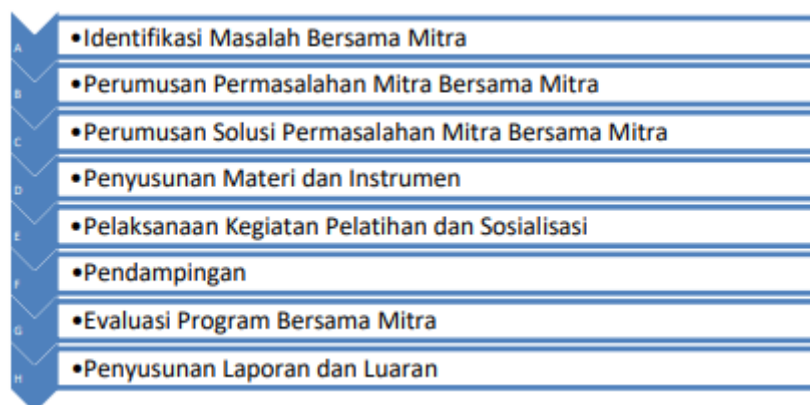 A •Identifikasi Masalah Bersama Mitra
B •Perumusan Permasalahan Mitra Bersama Mitra
C •Perumusan Solusi Permasalahan Mitra Bersama Mitra
D •Penyusunan Materi dan Instrumen
E •Pelaksanaan Kegiatan Pelatihan dan Sosialisasi
F •Pendampingan
G •Evaluasi Program Bersama Mitra
H •Penyusunan Laporan dan Luaran